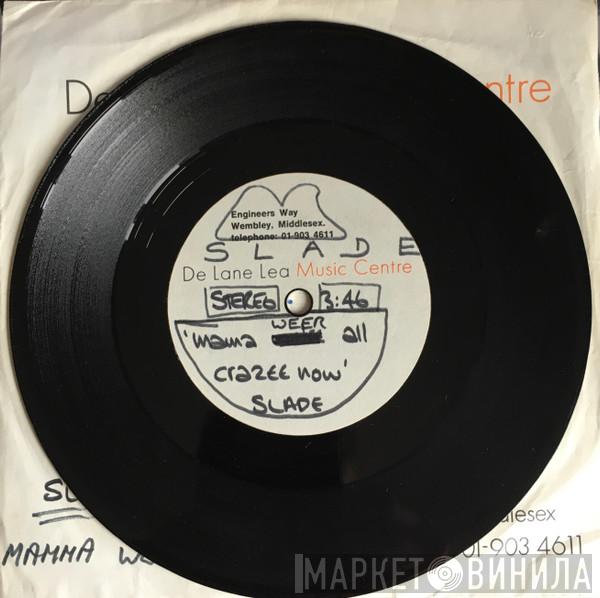 De ntre
Engineers Way
Wembley, Middlesex.
telephone: 01-903 4611
SLADE
De Lane Lea Music Centre
STEREO 3:46
WEER
'mama all
crazee now'
SLADE
SL
dlesex
MAMMA WE 01-903 4611
МАРКЕТ ВИНИЛА